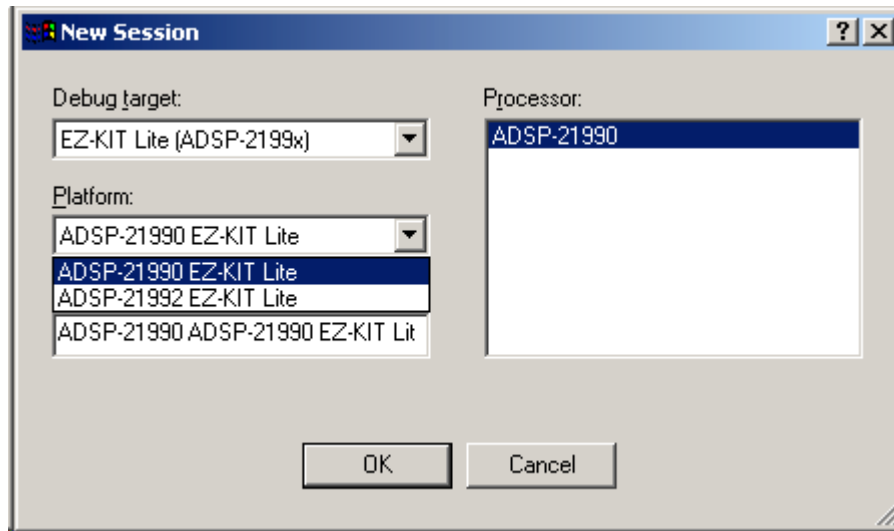 New Session
Debug target:
EZ-KIT Lite (ADSP-2199x)
Platform:
ADSP-21990 EZ-KIT Lite
ADSP-21990 EZ-KIT Lite
ADSP-21992 EZ-KIT Lite
ADSP-21990 ADSP-21990 EZ-KIT Lit
Processor:
ADSP-21990
OK
Cancel